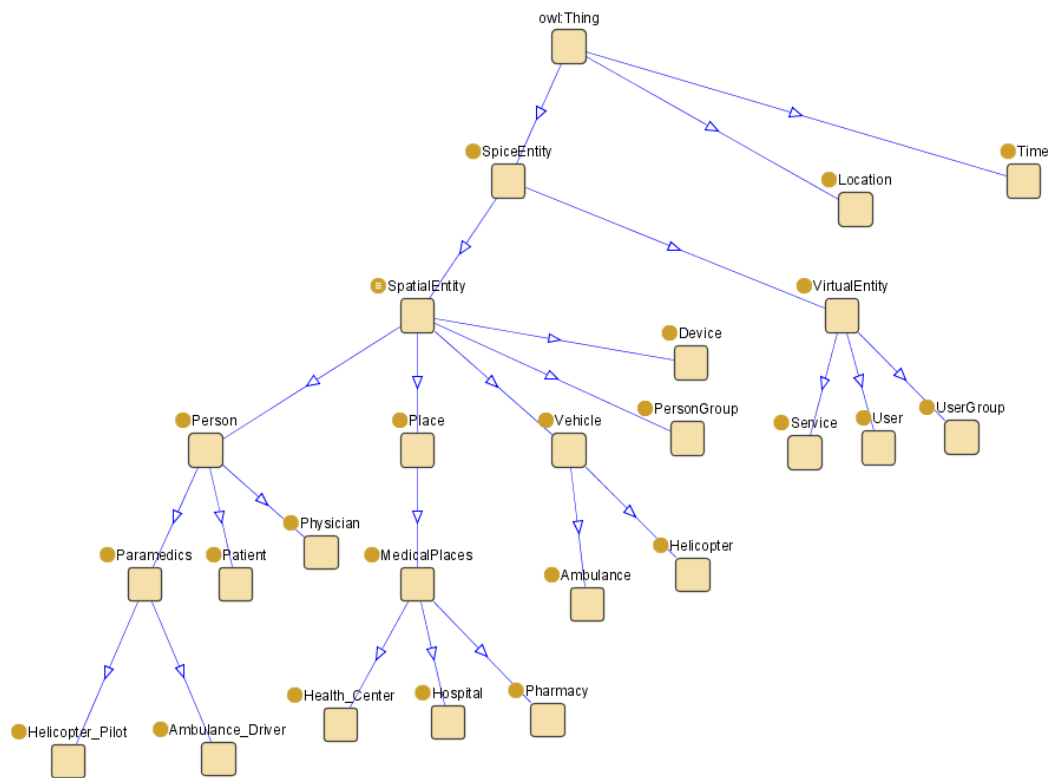 owl:Thing
SpiceEntity
Time
Location
SpatialEntity
VirtualEntity
Device
Person
Place
Vehicle
PersonGroup
Service
User
UserGroup
Physician
Paramedics
Patient
MedicalPlaces
Ambulance
Helicopter
Helicopter_Pilot
Ambulance_Driver
Health_Center
Hospital
Pharmacy